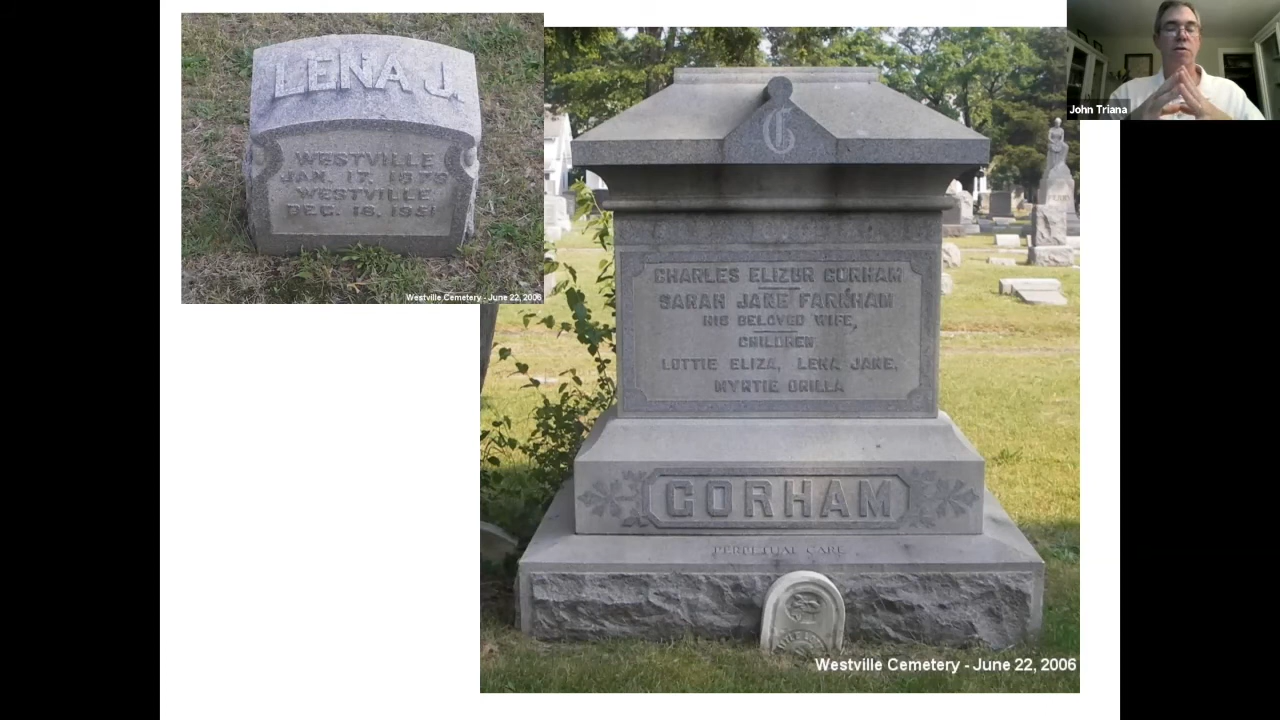 LENA J.
WESTVILLE
JAN. 17, 1878
WESTVILLE
DEC. 16, 1951
Westville Cemetery - June 22, 2006
G
CHARLES ELIZUR GORHAM
SARAH JANE FARNHAM
HIS BELOVED WIFE,
CHILDREN
LOTTIE ELIZA, LENA JANE,
MYRTIE ORILLA
GORHAM
PERPETUAL CARE
Westville Cemetery - June 22, 2006
John Triana